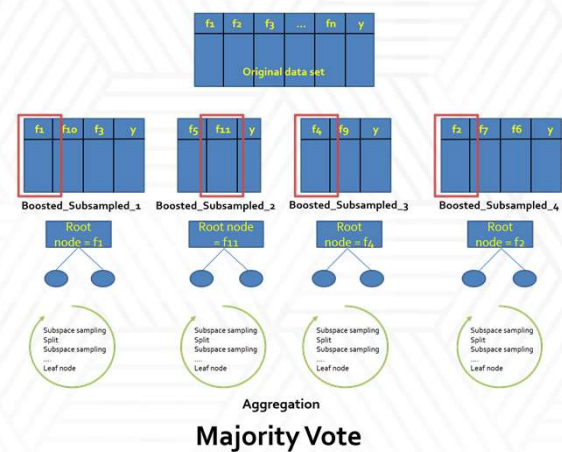 f1 f2 f3 ... fn y
Original data set
f1 f10 f3 y
f5 f11 y
f4 f9 y
f2 f7 f6 y
Boosted_Subsampled_1
Boosted_Subsampled_2
Boosted_Subsampled_3
Boosted_Subsampled_4
Root
node = f1
Root node
= f11
Root
node = f4
Root
node = f2
Subspace sampling
Split
Subspace sampling
....
Leaf node
Subspace sampling
Split
Subspace sampling
....
Leaf node
Subspace sampling
Split
Subspace sampling
....
Leaf node
Subspace sampling
Split
Subspace sampling
....
Leaf node
Aggregation
Majority Vote